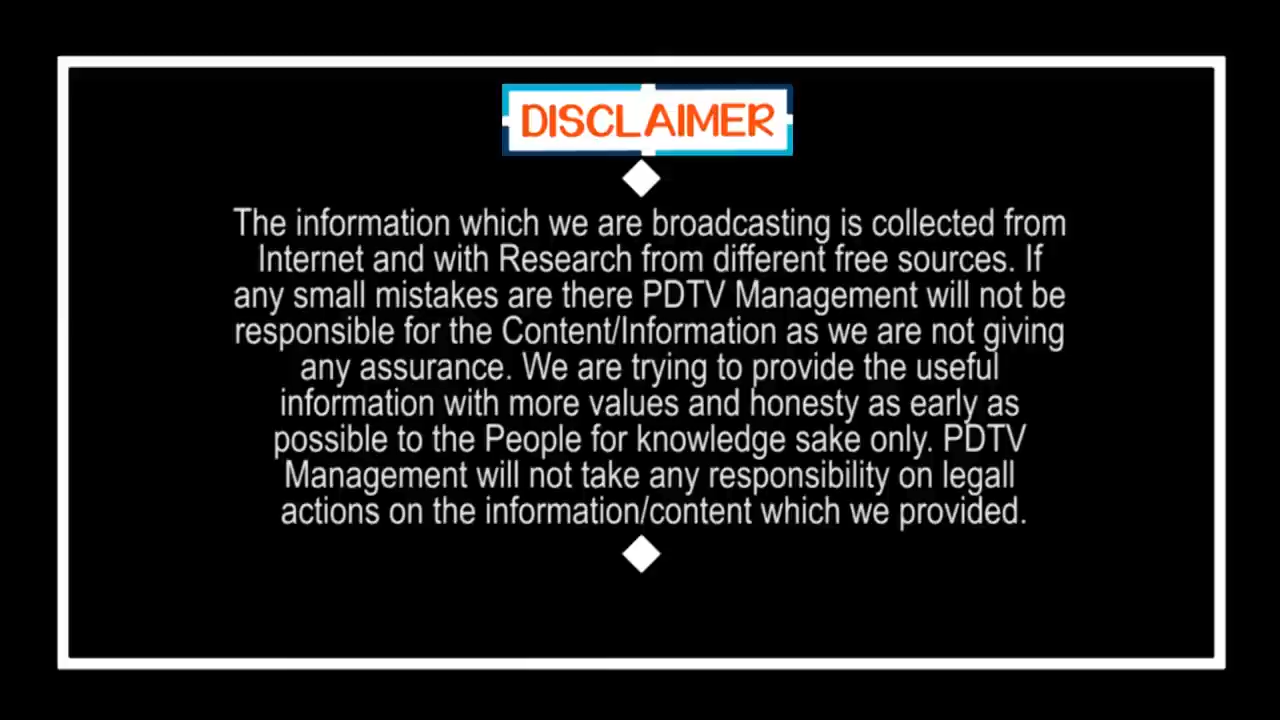 DISCLAIMER
The information which we are broadcasting is collected from
Internet and with Research from different free sources. If
any small mistakes are there PDTV Management will not be
responsible for the Content/Information as we are not giving
any assurance. We are trying to provide the useful
information with more values and honesty as early as
possible to the People for knowledge sake only. PDTV
Management will not take any responsibility on legall
actions on the information/content which we provided.